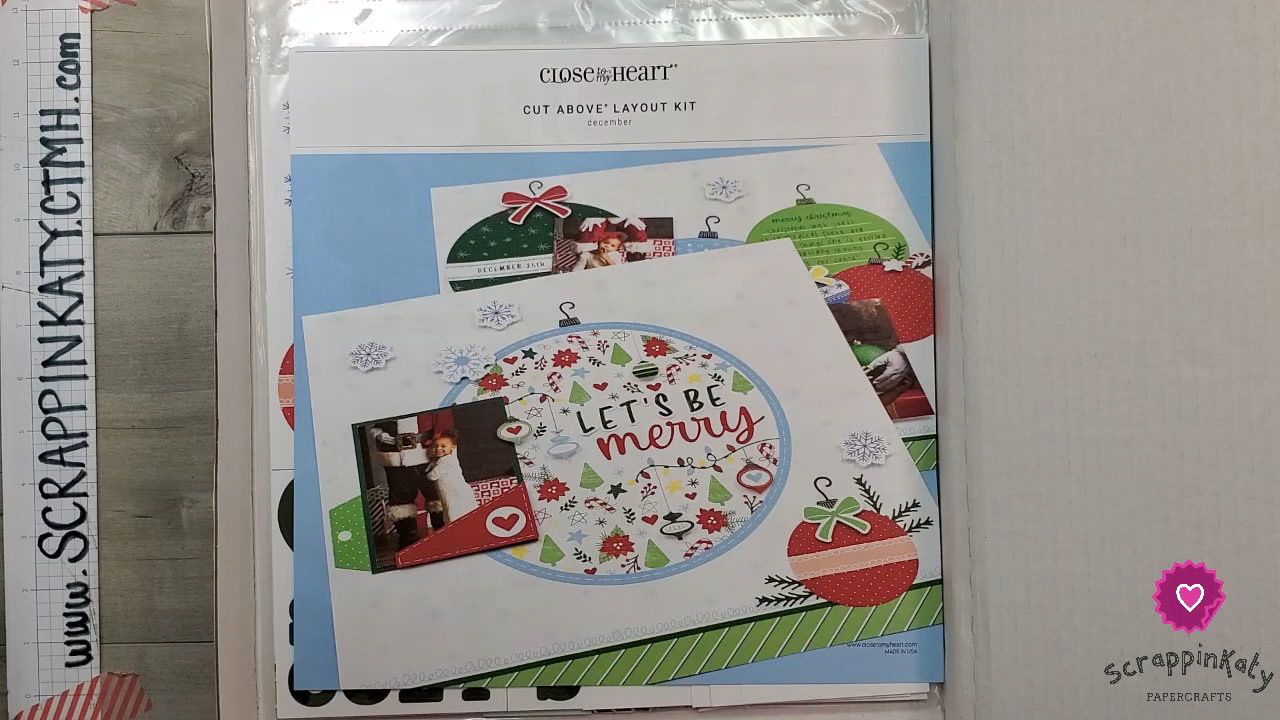 www.SCRAPPINKATY.CTMH.com
CLOSE to my HEART®
CUT ABOVE® LAYOUT KIT
december
merry christmas
DECEMBER 25th
LET'S BE
merry
www.closetomyheart.com
MADE IN USA
ScrappinKaty
PAPERCRAFTS